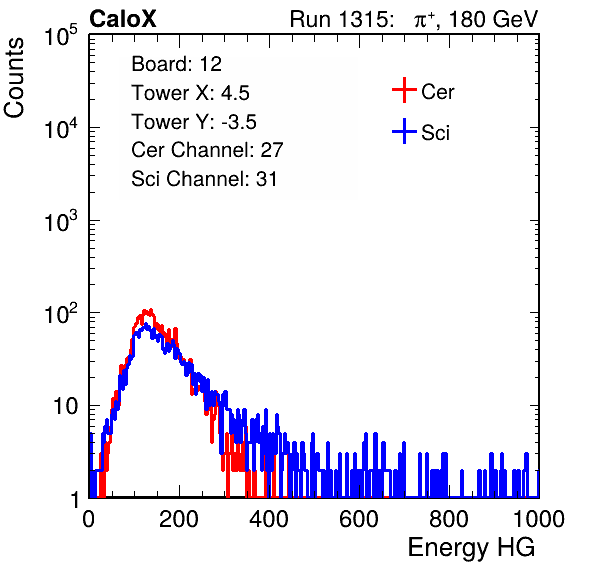 CaloX Run 1315: π⁺, 180 GeV
Counts
Board: 12
Tower X: 4.5
Tower Y: -3.5
Cer Channel: 27
Sci Channel: 31
Cer
Sci
10⁵
10⁴
10³
10²
10
1
0 200 400 600 800 1000
Energy HG